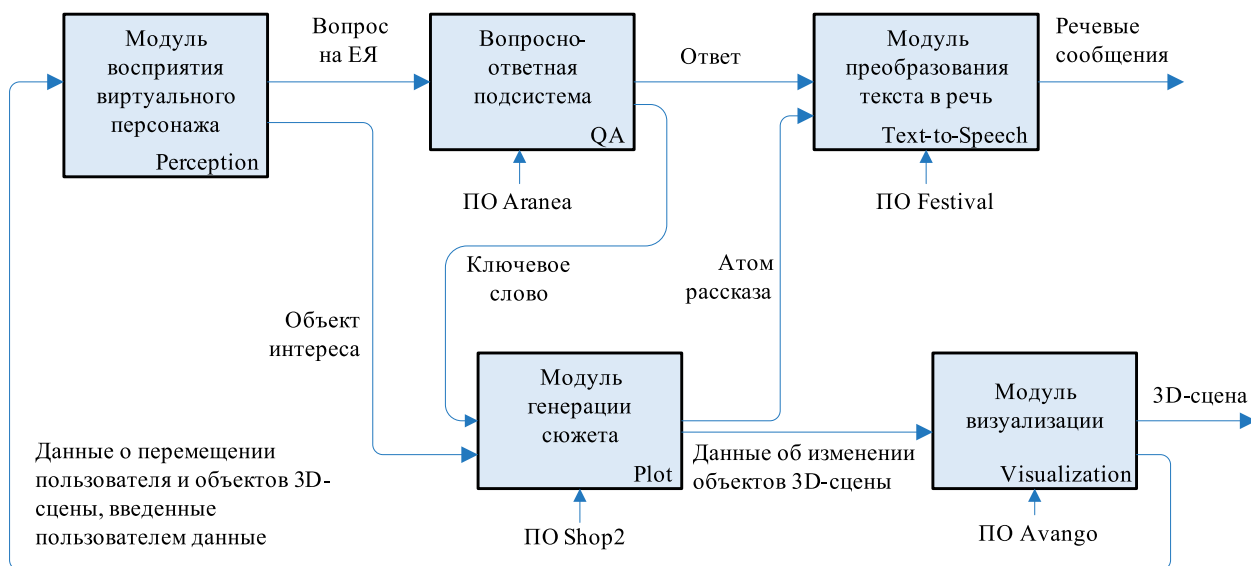 Модуль
восприятия
виртуального
персонажа
Perception
Вопрос
на ЕЯ
Вопросно-
ответная
подсистема
QA
Ответ
Модуль
преобразования
текста в речь
Text-to-Speech
Речевые
сообщения
ПО Aranea
ПО Festival
Ключевое
слово
Атом
рассказа
Объект
интереса
Модуль
генерации
сюжета
Plot
Данные об изменении
объектов 3D-сцены
Модуль
визуализации
Visualization
3D-сцена
Данные о перемещении
пользователя и объектов 3D-
сцены, введенные
пользователем данные
ПО Shop2
ПО Avango